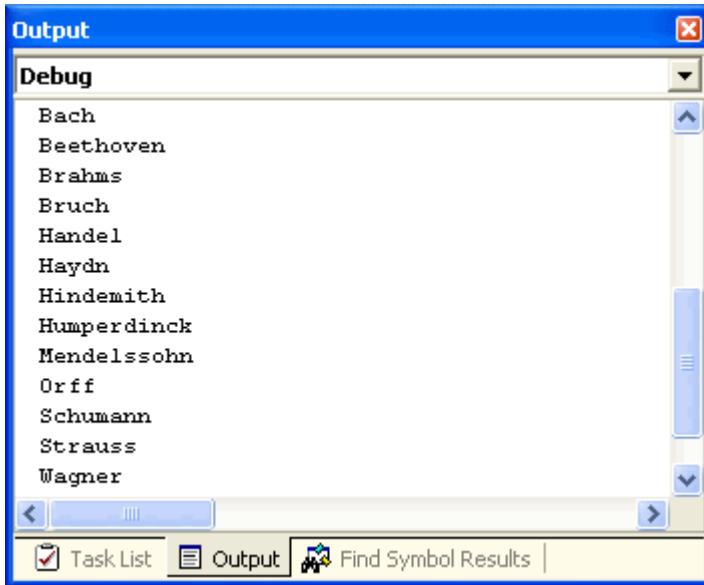 Output
Debug
Bach
Beethoven
Brahms
Bruch
Handel
Haydn
Hindemith
Humperdinck
Mendelssohn
Orff
Schumann
Strauss
Wagner
Task List Output Find Symbol Results